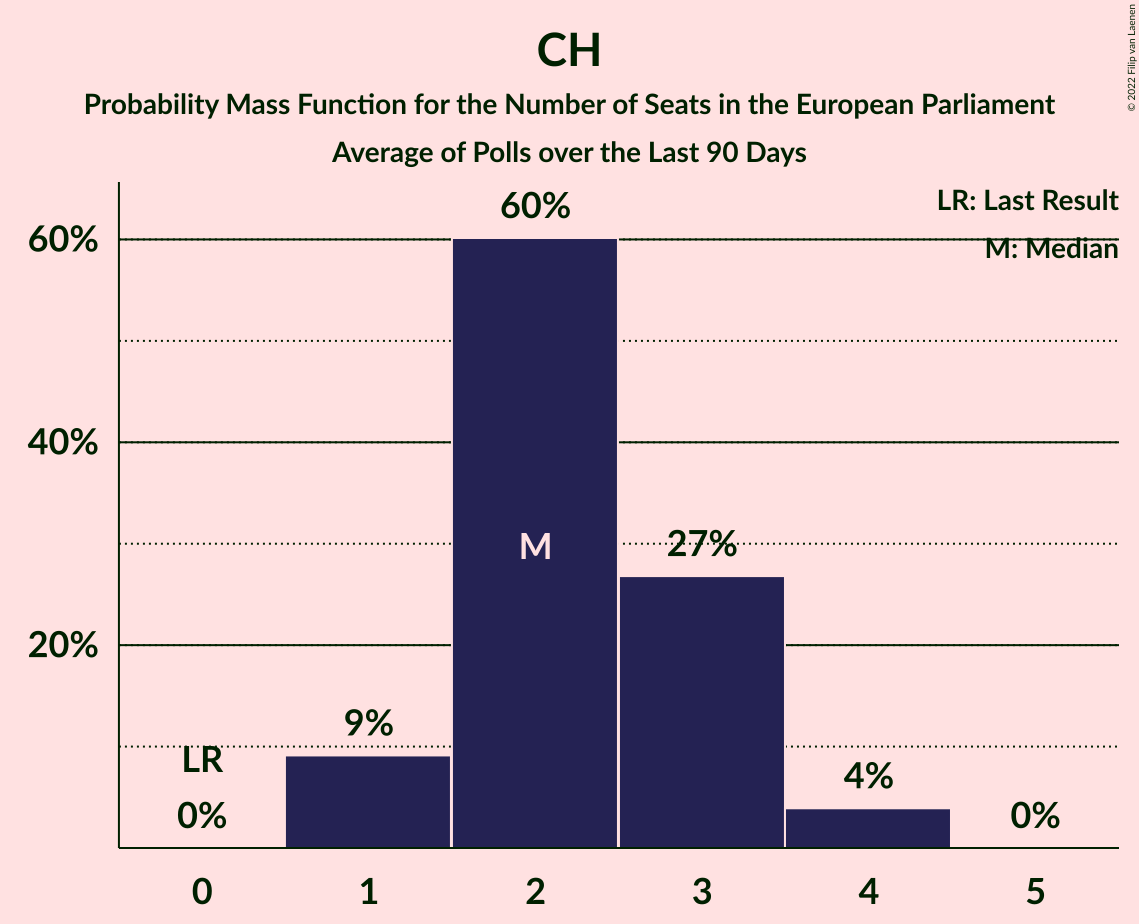 CH
Probability Mass Function for the Number of Seats in the European Parliament
Average of Polls over the Last 90 Days
© 2022 Filip van Laenen
LR: Last Result
M: Median
60%
40%
20%
LR
0%
9%
60%
M
27%
4%
0%
0 1 2 3 4 5